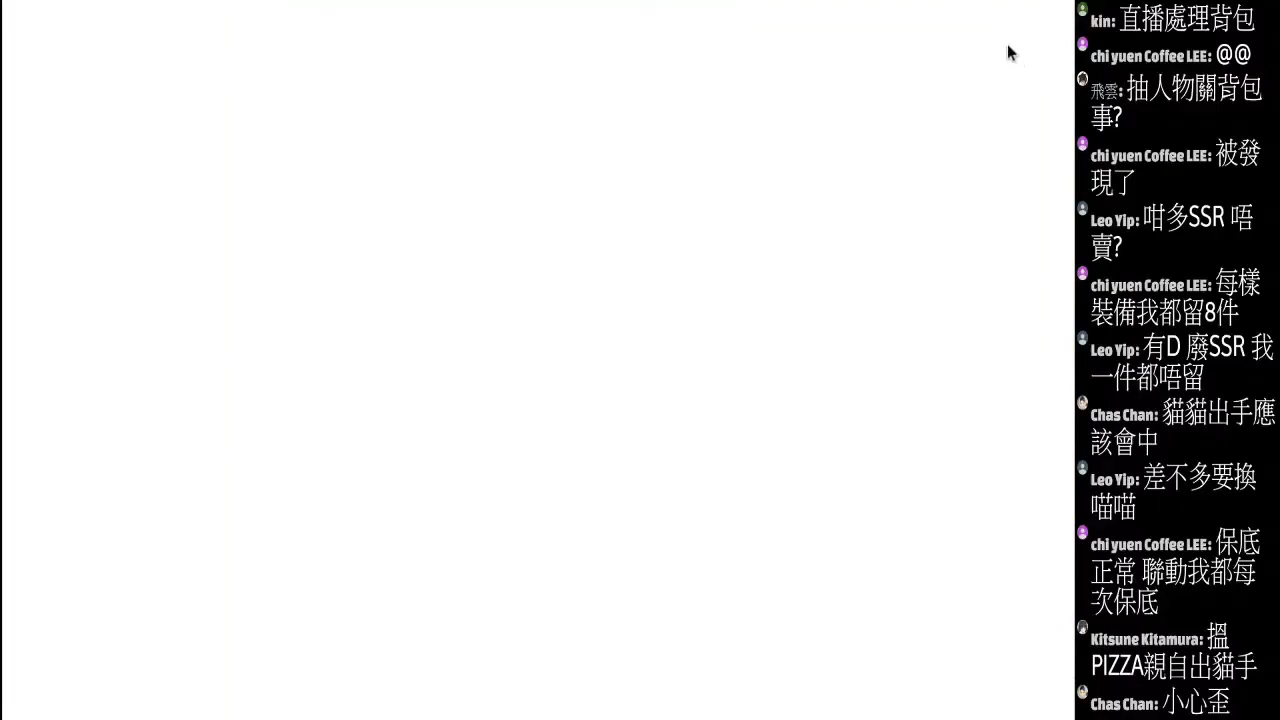 kin: 直播處理背包
chi yuen Coffee LEE: @@
飛雲: 抽人物關背包
事?
chi yuen Coffee LEE: 被發
現了
Leo Yip: 咁多SSR 唔
賣?
chi yuen Coffee LEE: 每樣
裝備我都留8件
Leo Yip: 有D 廢SSR 我
一件都唔留
Chas Chan: 貓貓出手應
該會中
Leo Yip: 差不多要換
喵喵
chi yuen Coffee LEE: 保底
正常 聯動我都每
次保底
Kitsune Kitamura: 搵
PIZZA親自出貓手
Chas Chan: 小心歪